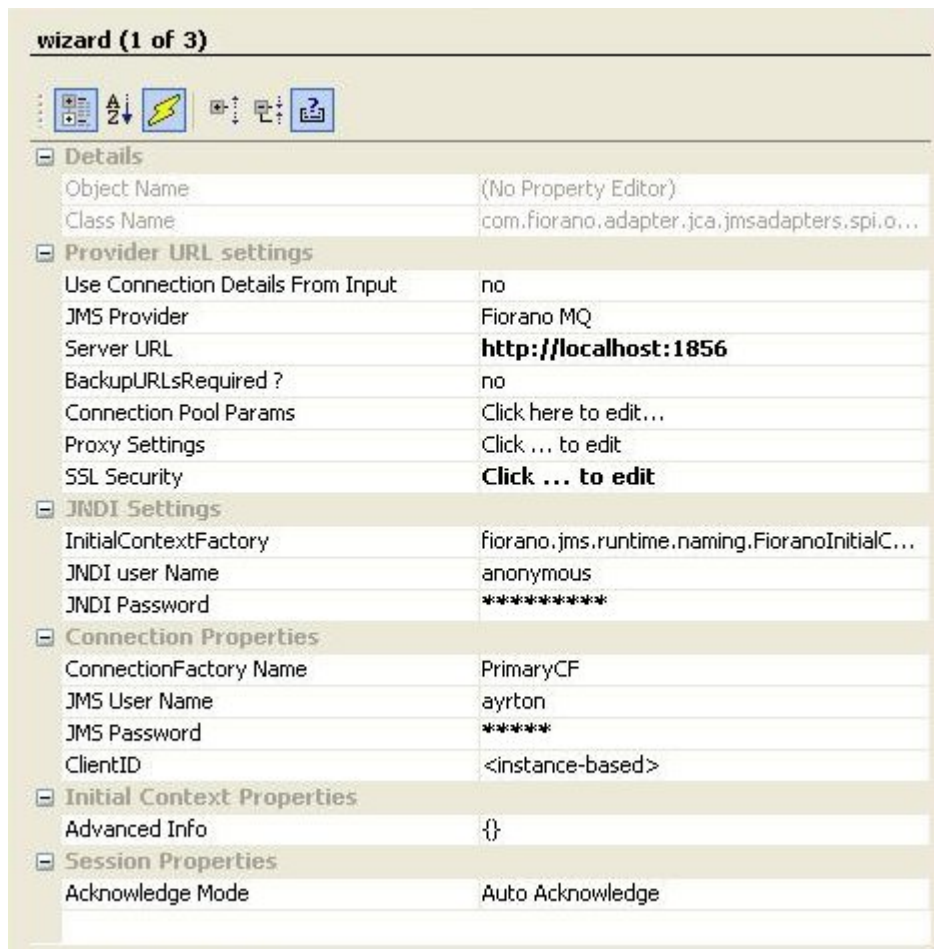 wizard (1 of 3)
Details
Object Name (No Property Editor)
Class Name com.fiorano.adapter.jca.jmsadapters.spi.o...
Provider URL settings
Use Connection Details From Input no
JMS Provider Fiorano MQ
Server URL http://localhost:1856
BackupURLsRequired ? no
Connection Pool Params Click here to edit...
Proxy Settings Click ... to edit
SSL Security Click ... to edit
JNDI Settings
InitialContextFactory fiorano.jms.runtime.naming.FioranoInitialC...
JNDI user Name anonymous
JNDI Password *********
Connection Properties
ConnectionFactory Name PrimaryCF
JMS User Name ayrton
JMS Password *****
ClientID <instance-based>
Initial Context Properties
Advanced Info {}
Session Properties
Acknowledge Mode Auto Acknowledge